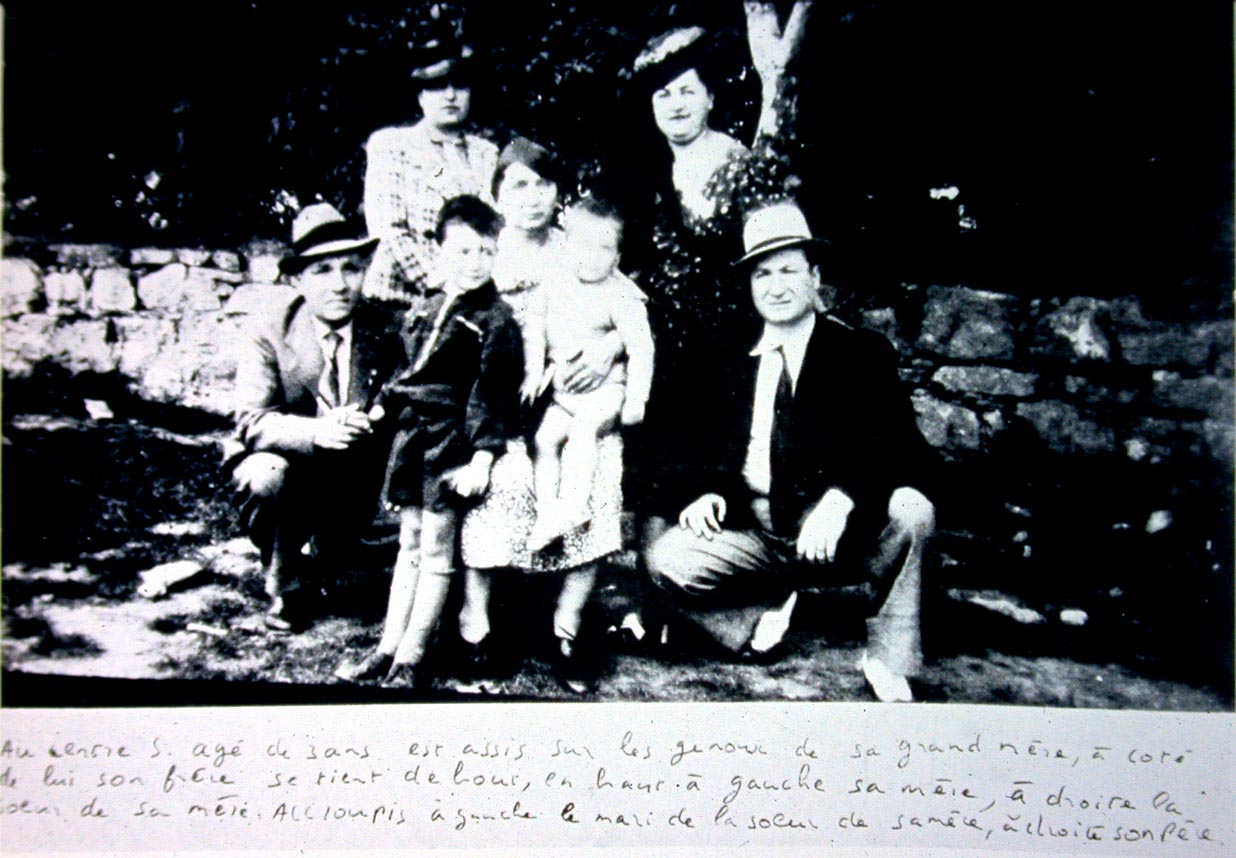 Au centre S. agé de 3 ans est assis sur les genoux de sa grand mère, à coté
de lui son frère se tient debout, en haut à gauche sa mère, à droite la
soeur de sa mère. Accroupis à gauche le mari de la soeur de sa mère, à droite son père.